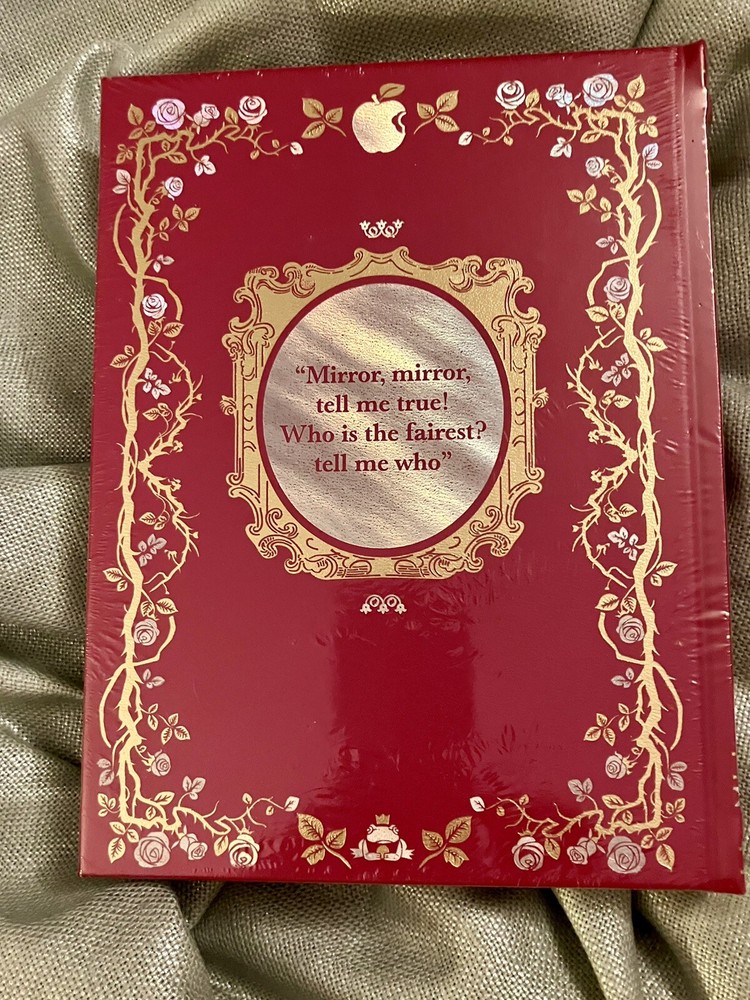 “Mirror, mirror,
tell me true!
Who is the fairest?
tell me who”